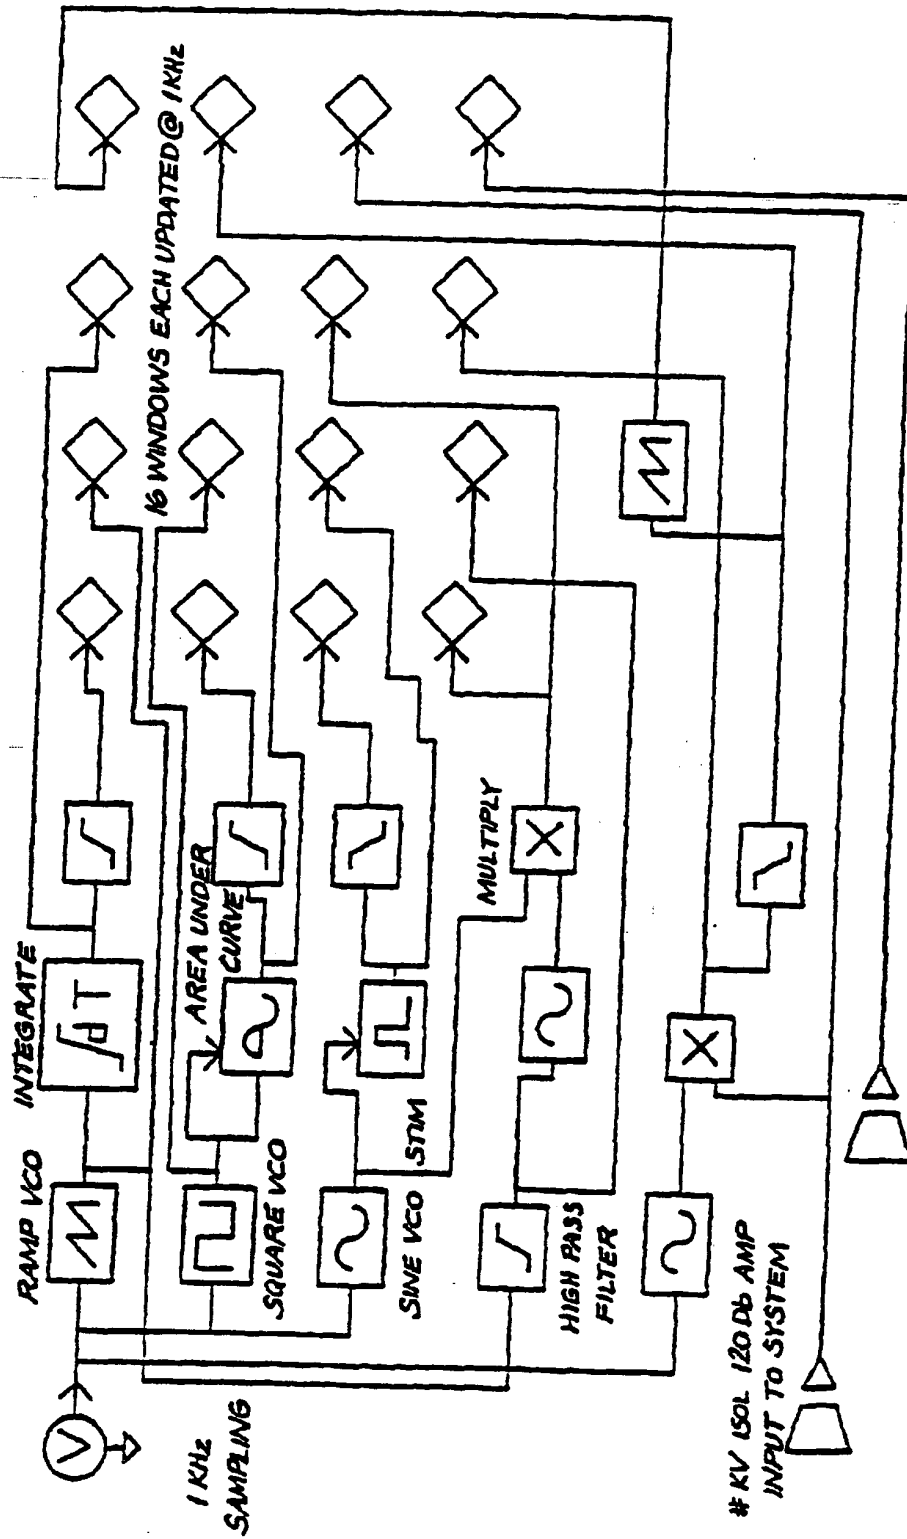 16 WINDOWS EACH UPDATED @ 1KHz
INTEGRATE
∫dT
AREA UNDER
CURVE
MULTIPLY
RAMP VCO
SQUARE VCO
SINE VCO
STIM
HIGH PASS
FILTER
V
1 KHz
SAMPLING
# KV ISOL 120 Db AMP
INPUT TO SYSTEM